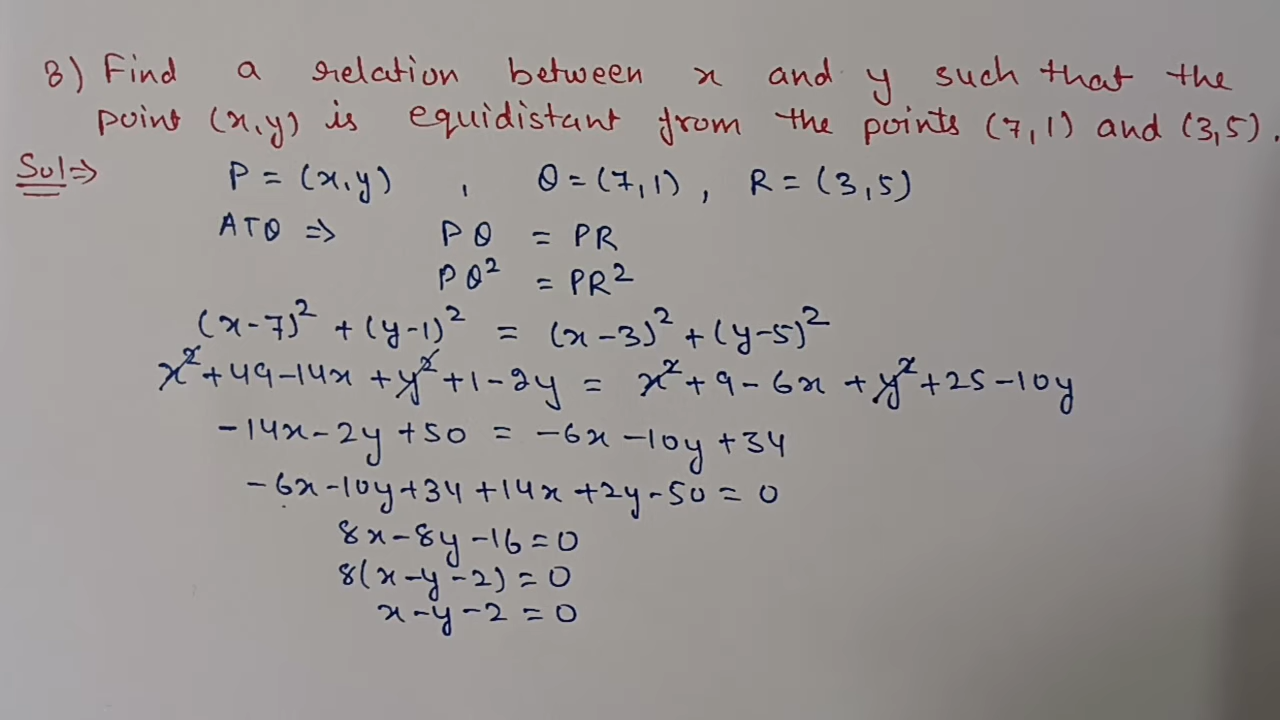 8) Find a relation between x and y such that the
point (x,y) is equidistant from the points (7,1) and (3,5).
Sol⇒ P = (x,y) , Q = (7,1), R = (3,5)
ATQ ⇒ PQ = PR
PQ² = PR²
(x-7)² + (y-1)² = (x-3)² + (y-5)²
x² + 49 - 14x + y² + 1 - 2y = x² + 9 - 6x + y² + 25 - 10y
-14x - 2y + 50 = -6x - 10y + 34
-6x - 10y + 34 + 14x + 2y - 50 = 0
8x - 8y - 16 = 0
8(x - y - 2) = 0
x - y - 2 = 0